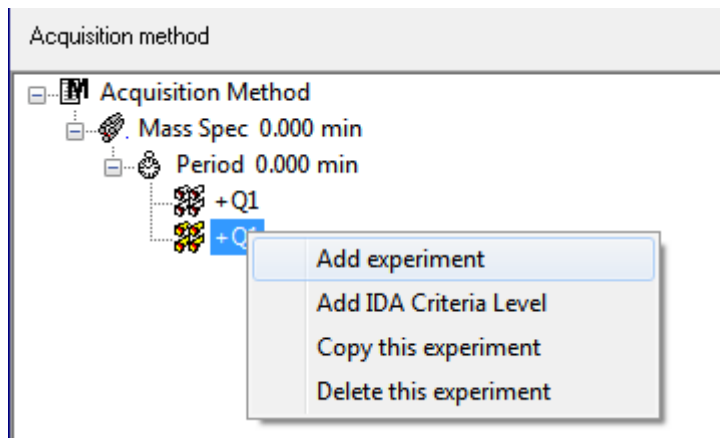 Acquisition method
Acquisition Method
Mass Spec 0.000 min
Period 0.000 min
+Q1
+Q1
Add experiment
Add IDA Criteria Level
Copy this experiment
Delete this experiment